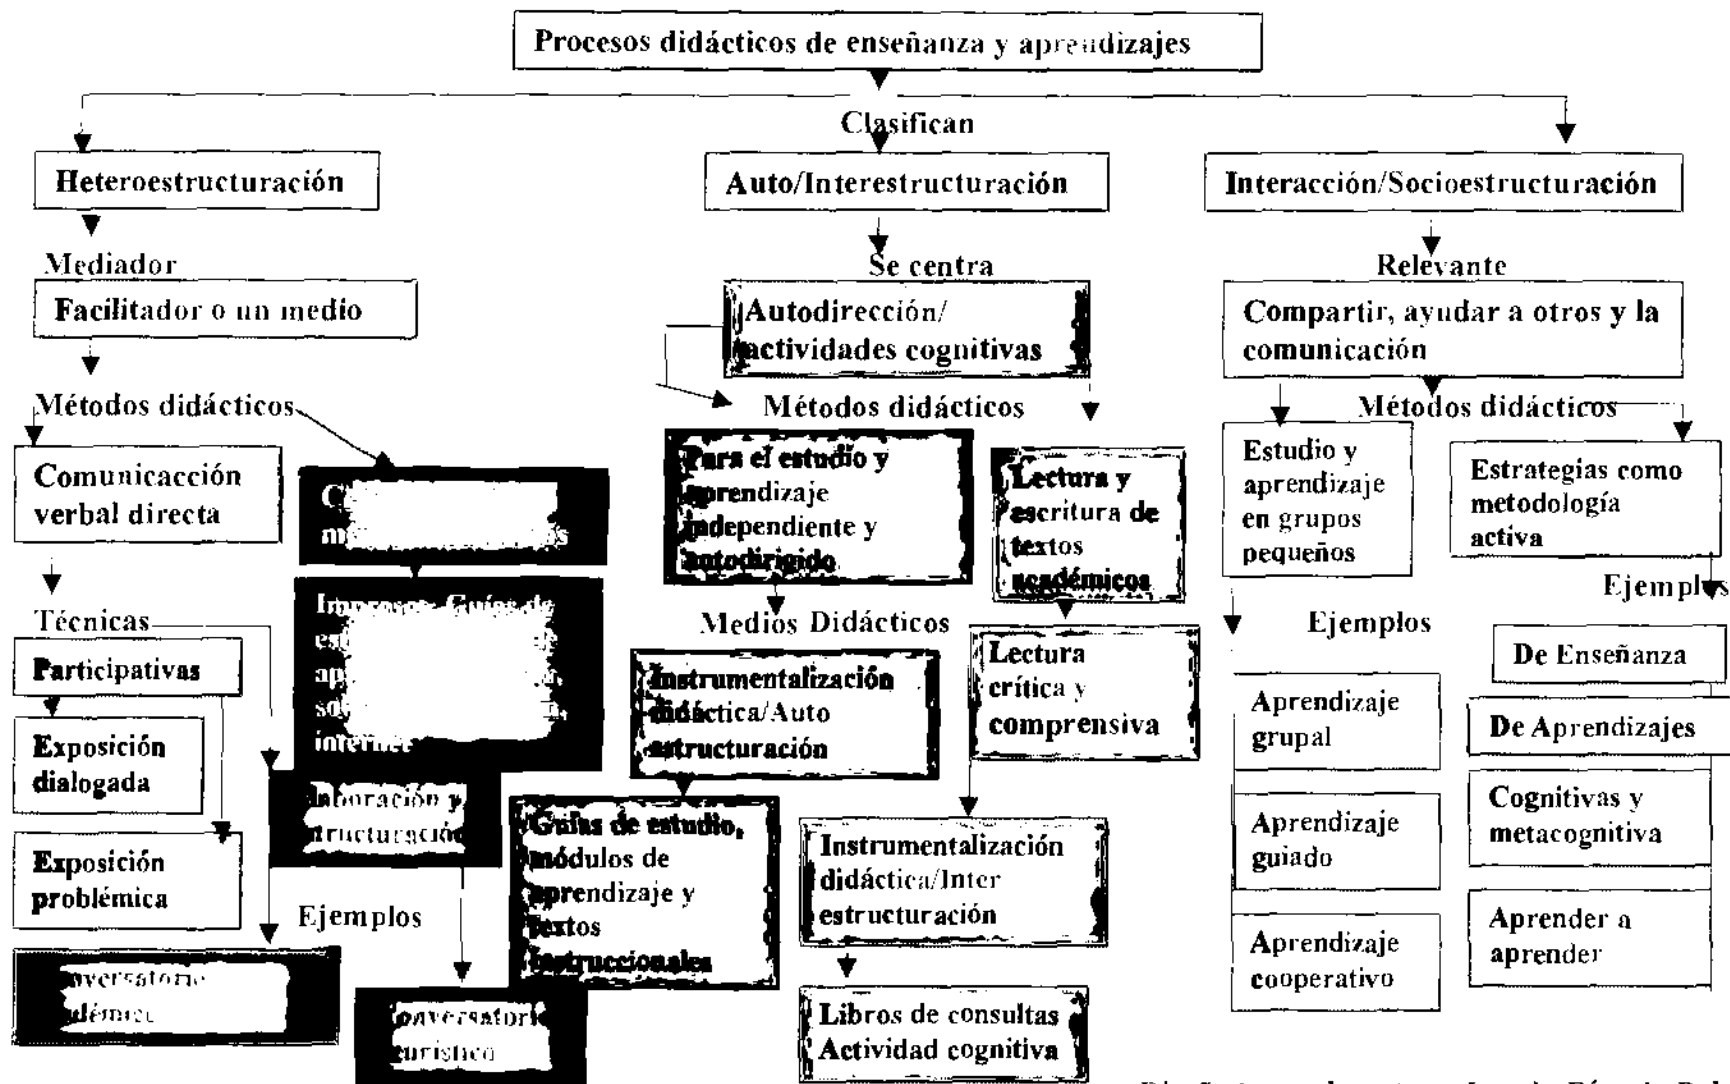 Procesos didácticos de enseñanza y aprendizajes
Clasifican
Heteroestructuración
Auto/Interestructuración
Interacción/Socioestructuración
Mediador
Se centra
Relevante
Facilitador o un medio
Autodirección/
actividades cognitivas
Compartir, ayudar a otros y la
comunicación
Métodos didácticos
Métodos didácticos
Métodos didácticos
Comunicacción
verbal directa
Para el estudio y
aprendizaje
independiente y
autodirigido
Lectura y
escritura de
textos
académicos
Estudio y
aprendizaje
en grupos
pequeños
Estrategias como
metodología
activa
Técnicas
Participativas
Exposición
dialogada
Exposición
problémica
Impresos, Guías de
internet
Ejemplos
Medios Didácticos
Instrumentalización
didáctica/Auto
estructuración
Guías de estudio,
módulos de
aprendizaje y
textos
instruccionales
Lectura
crítica y
comprensiva
Instrumentalización
didáctica/Inter
estructuración
Libros de consultas
Actividad cognitiva
Ejemplos
Aprendizaje
grupal
Aprendizaje
guiado
Aprendizaje
cooperativo
Ejemplos
De Enseñanza
De Aprendizajes
Cognitivas y
metacognitiva
Aprender a
aprender